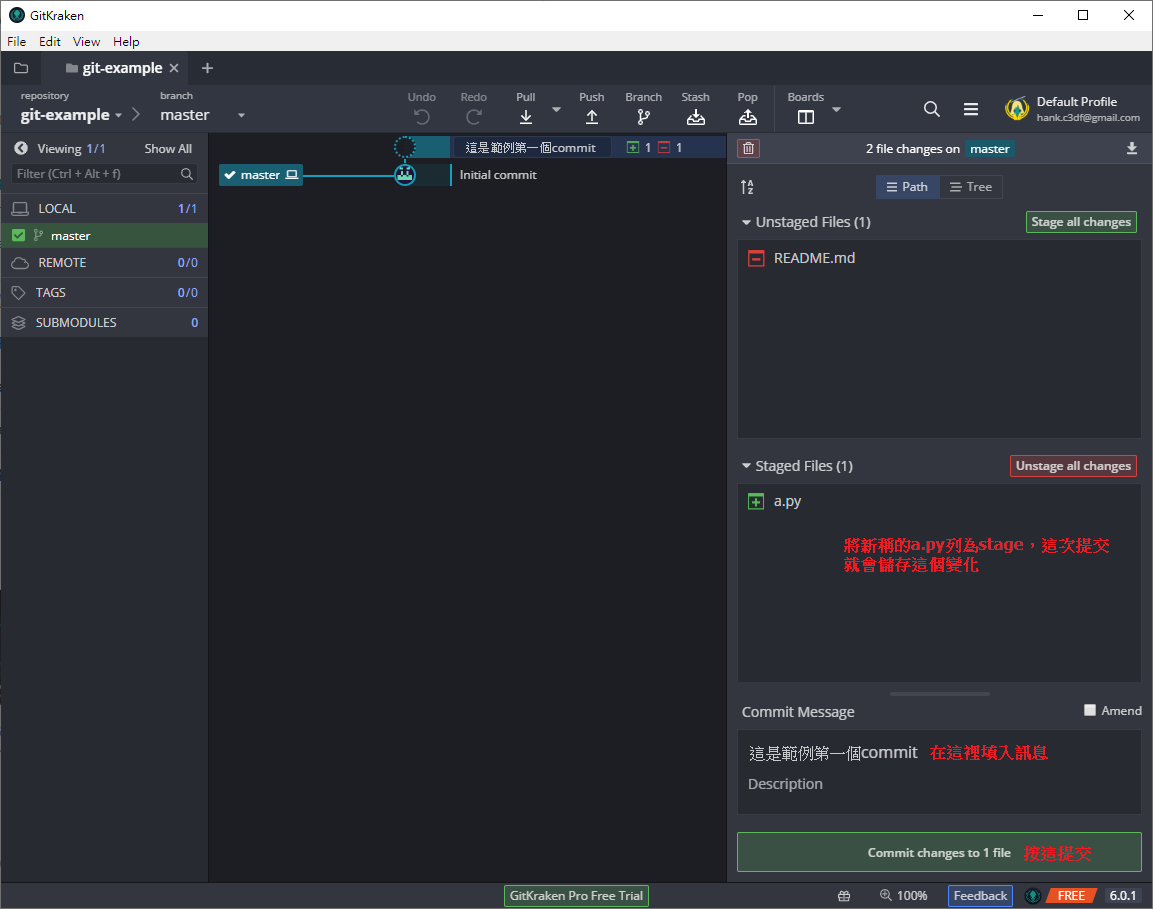 GitKraken
File Edit View Help
git-example
repository
git-example
branch
master
Undo
Redo
Pull
Push
Branch
Stash
Pop
Boards
Default Profile
hank.c3df@gmail.com
Viewing 1/1 Show All
Filter (Ctrl + Alt + f)
LOCAL 1/1
master
REMOTE 0/0
TAGS 0/0
SUBMODULES 0
這是範例第一個commit 1 1
master Initial commit
2 file changes on master
Path Tree
Unstaged Files (1) Stage all changes
README.md
Staged Files (1) Unstage all changes
a.py
將新稱的a.py列為stage,這次提交
就會儲存這個變化
Commit Message Amend
這是範例第一個commit 在這裡填入訊息
Description
Commit changes to 1 file 按這提交
GitKraken Pro Free Trial 100% Feedback FREE 6.0.1